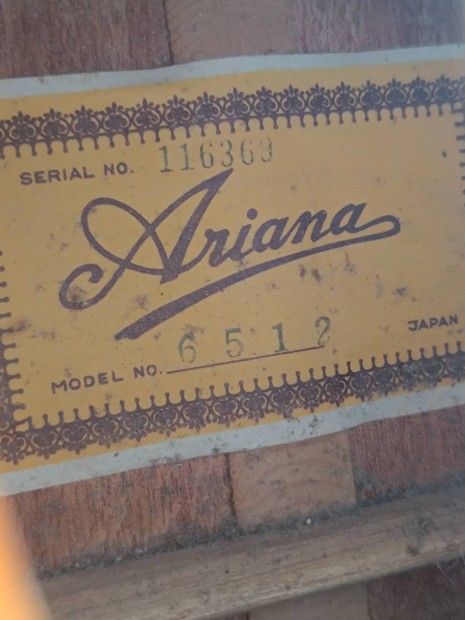 SERIAL NO. 116369
Ariana
JAPAN
MODEL NO. 6512